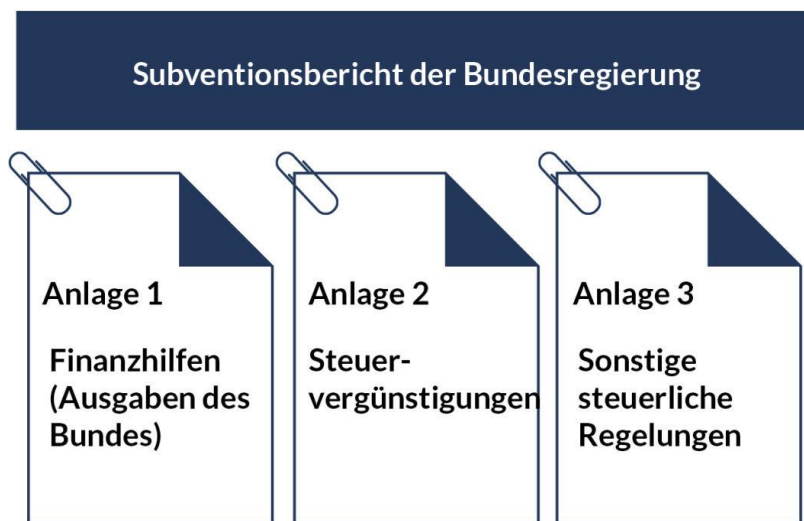 Subventionsbericht der Bundesregierung
Anlage 1
Finanzhilfen
(Ausgaben des
Bundes)
Anlage 2
Steuer-
vergünstigungen
Anlage 3
Sonstige
steuerliche
Regelungen